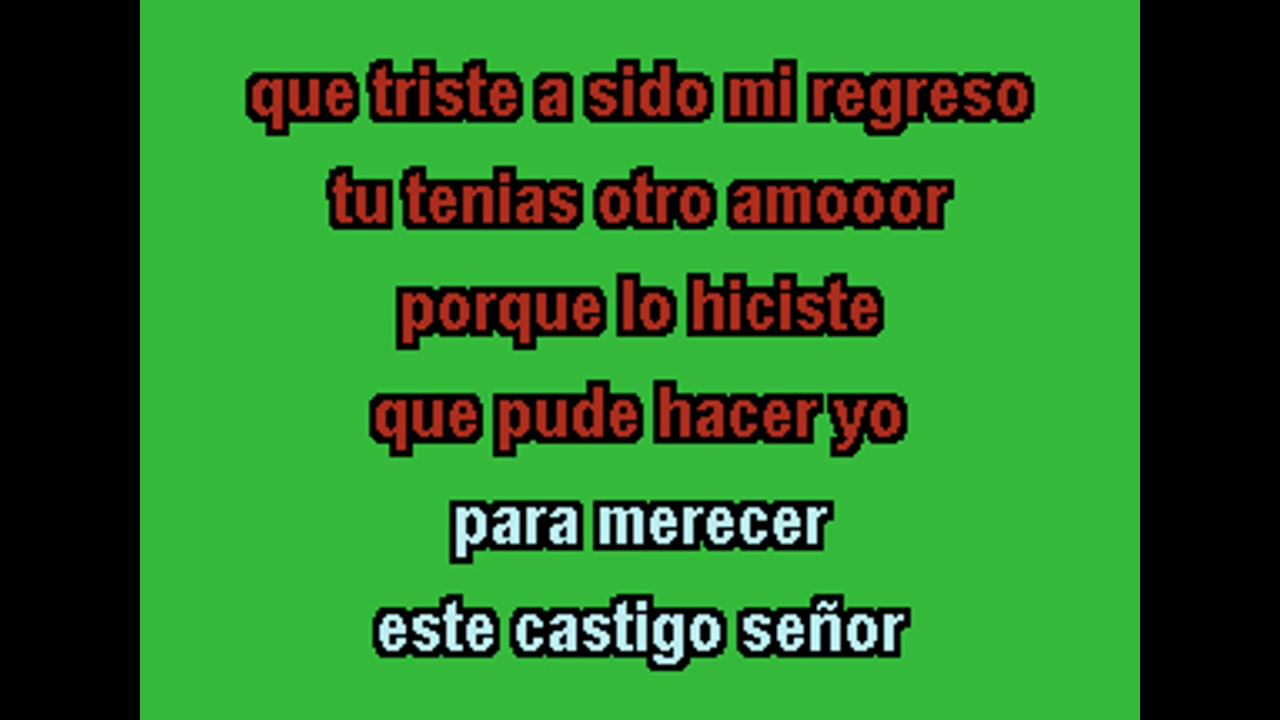 que triste a sido mi regreso
tu tenias otro amooor
porque lo hiciste
que pude hacer yo
para merecer
este castigo señor